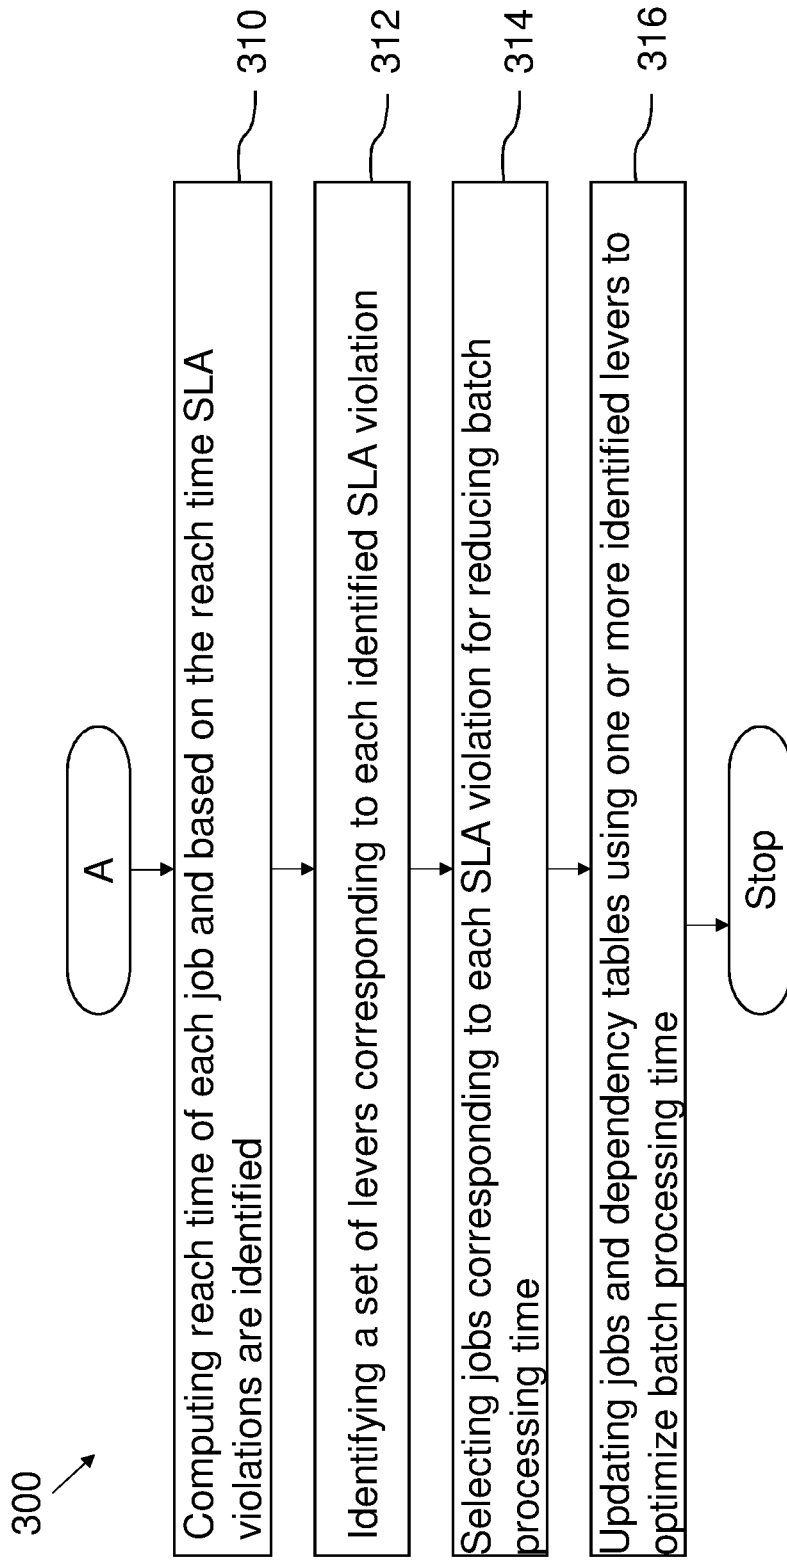 300
A
Computing reach time of each job and based on the reach time SLA
violations are identified
310
Identifying a set of levers corresponding to each identified SLA violation
312
Selecting jobs corresponding to each SLA violation for reducing batch
processing time
314
Updating jobs and dependency tables using one or more identified levers to
optimize batch processing time
316
Stop